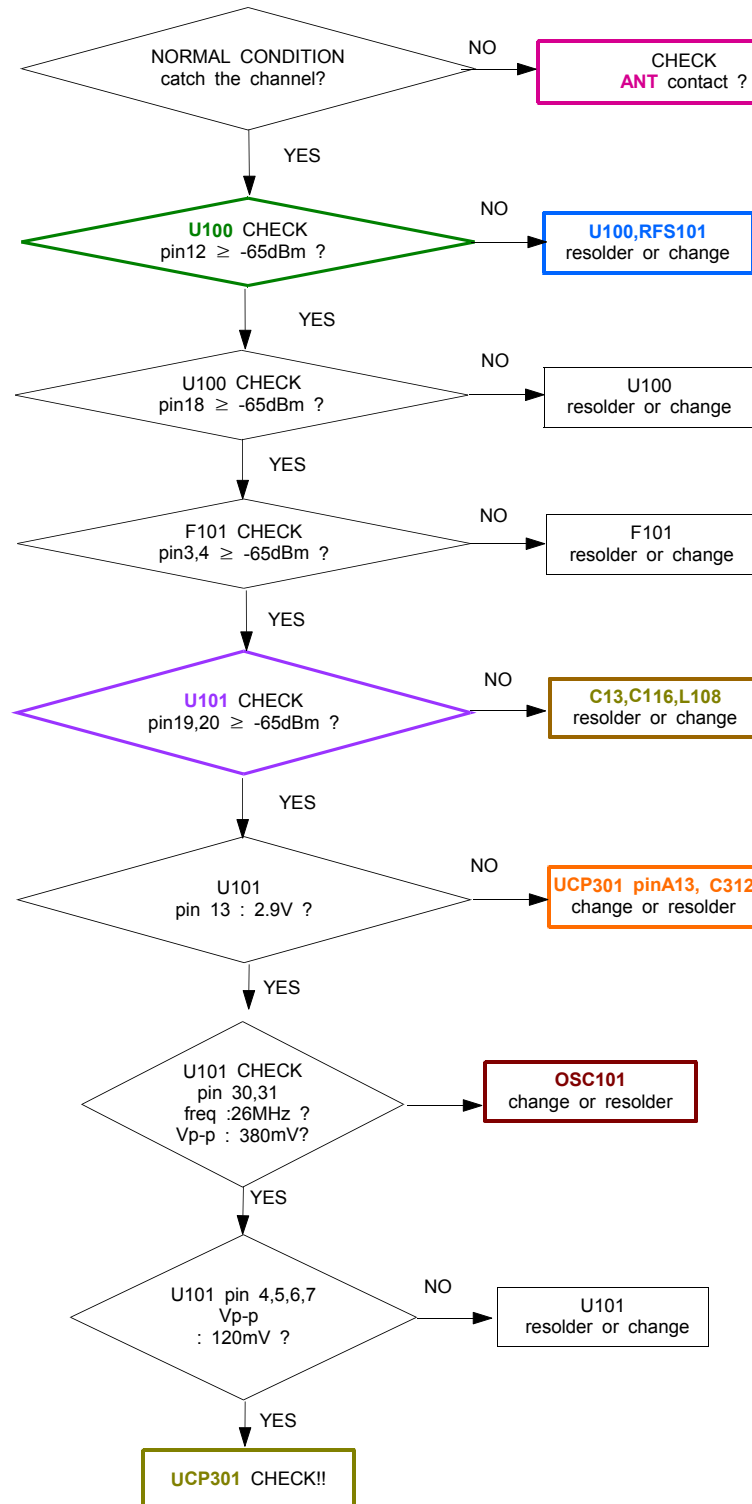 NORMAL CONDITION
catch the channel?
NO
CHECK
ANT contact ?
YES
U100 CHECK
pin12 ≥ -65dBm ?
NO
U100,RFS101
resolder or change
YES
U100 CHECK
pin18 ≥ -65dBm ?
NO
U100
resolder or change
YES
F101 CHECK
pin3,4 ≥ -65dBm ?
NO
F101
resolder or change
YES
U101 CHECK
pin19,20 ≥ -65dBm ?
NO
C13,C116,L108
resolder or change
YES
U101
pin 13 : 2.9V ?
NO
UCP301 pinA13, C312
change or resolder
YES
U101 CHECK
pin 30,31
freq :26MHz ?
Vp-p : 380mV?
OSC101
change or resolder
YES
U101 pin 4,5,6,7
Vp-p
: 120mV ?
NO
U101
resolder or change
YES
UCP301 CHECK!!